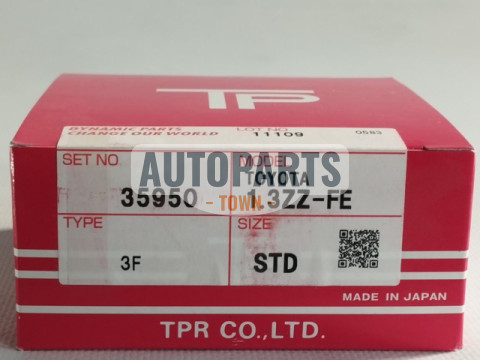 TP
DYNAMIC PARTS
CHANGE OUR WORLD
LOT NO.
11109
0583
SET NO.
35950
MODEL
TOYOTA
1.3ZZ-FE
AUTOPARTS
- TOWN -
TYPE
3F
SIZE
STD
MADE IN JAPAN
TPR CO.,LTD.